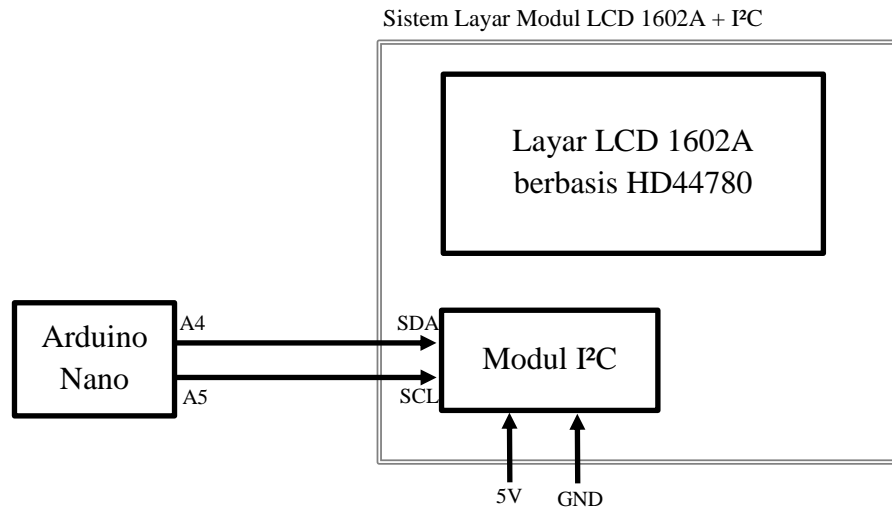 Sistem Layar Modul LCD 1602A + I²C
Layar LCD 1602A
berbasis HD44780
Arduino
Nano
A4
A5
SDA
SCL
Modul I²C
5V
GND